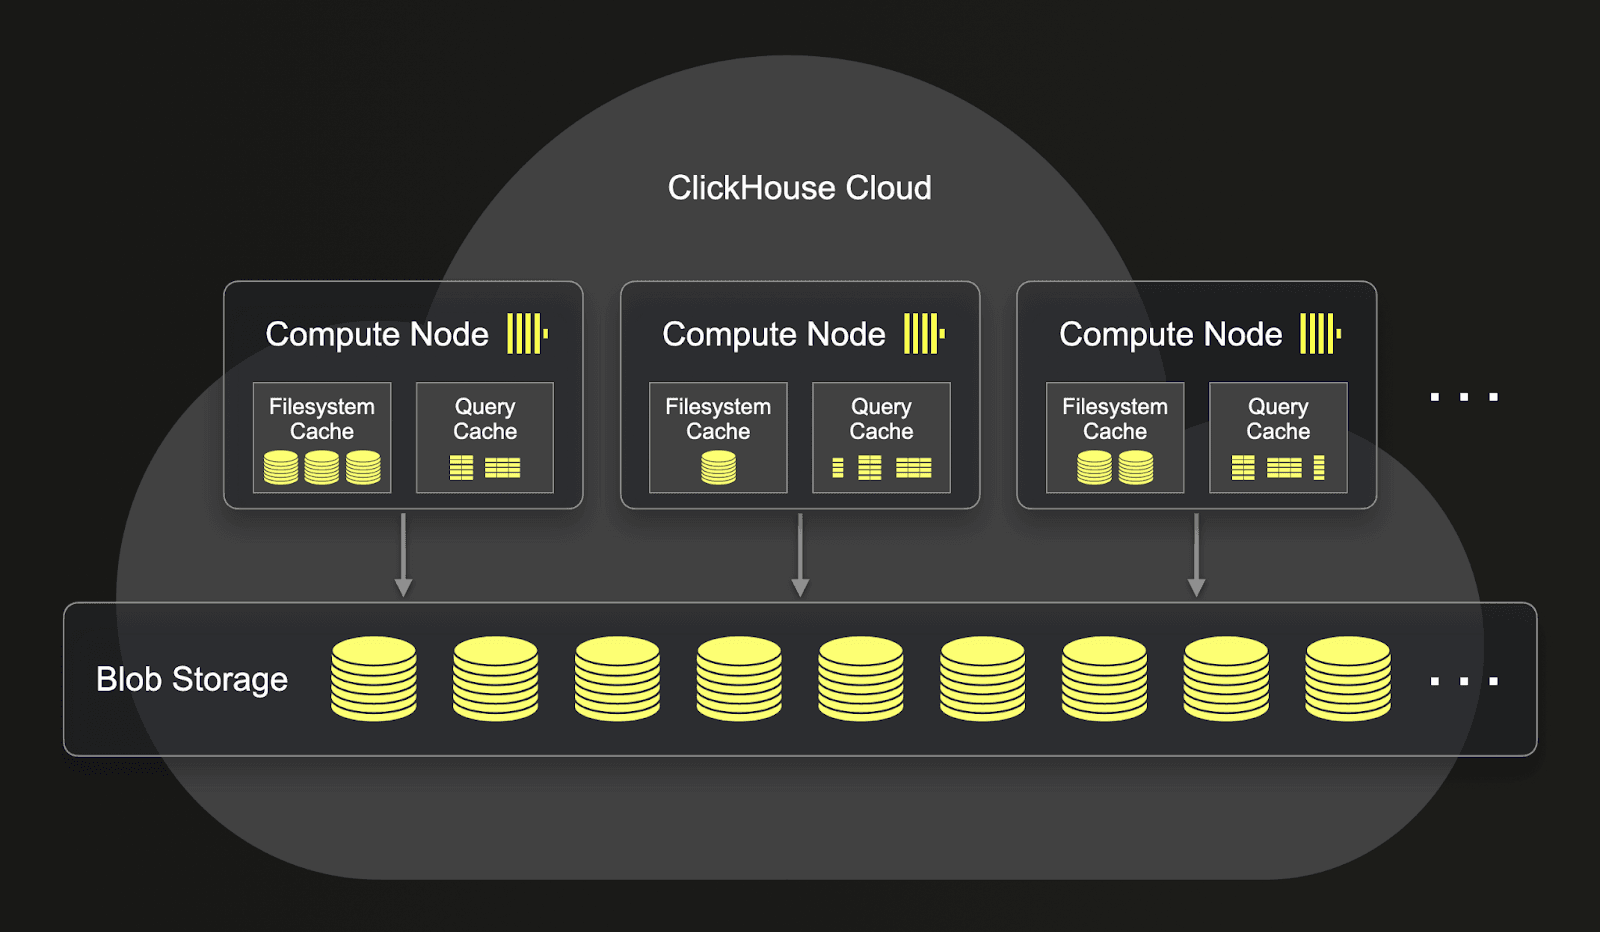 ClickHouse Cloud
Compute Node
Filesystem
Cache
Query
Cache
Compute Node
Filesystem
Cache
Query
Cache
Compute Node
Filesystem
Cache
Query
Cache
...
Blob Storage
...